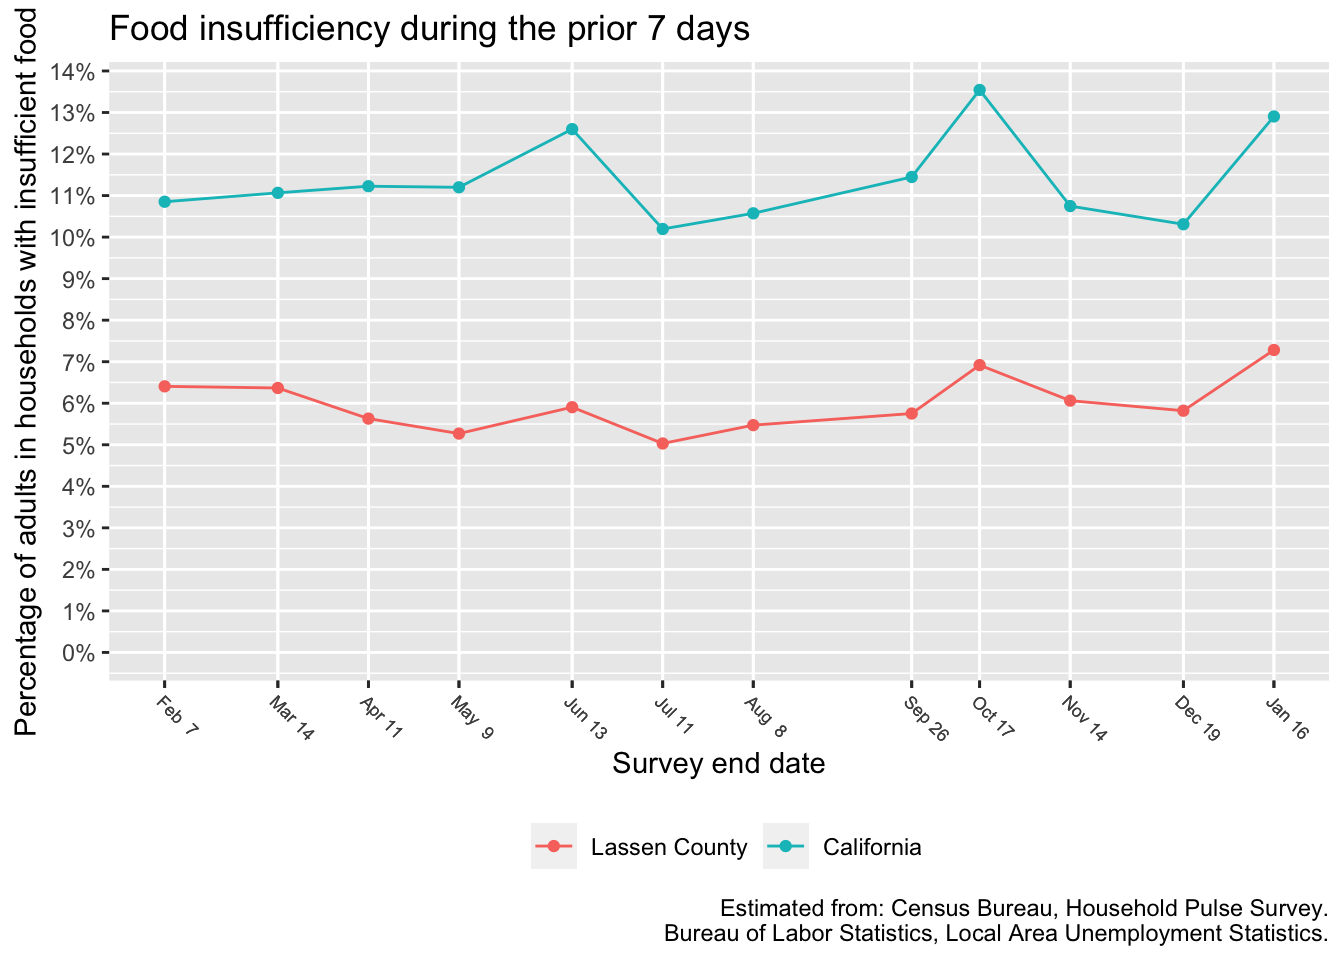 Food insufficiency during the prior 7 days
Percentage of adults in households with insufficient food
14%
13%
12%
11%
10%
9%
8%
7%
6%
5%
4%
3%
2%
1%
0%
Feb 7
Mar 14
Apr 11
May 9
Jun 13
Jul 11
Aug 8
Sep 26
Oct 17
Nov 14
Dec 19
Jan 16
Survey end date
Lassen County
California
Estimated from: Census Bureau, Household Pulse Survey.
Bureau of Labor Statistics, Local Area Unemployment Statistics.